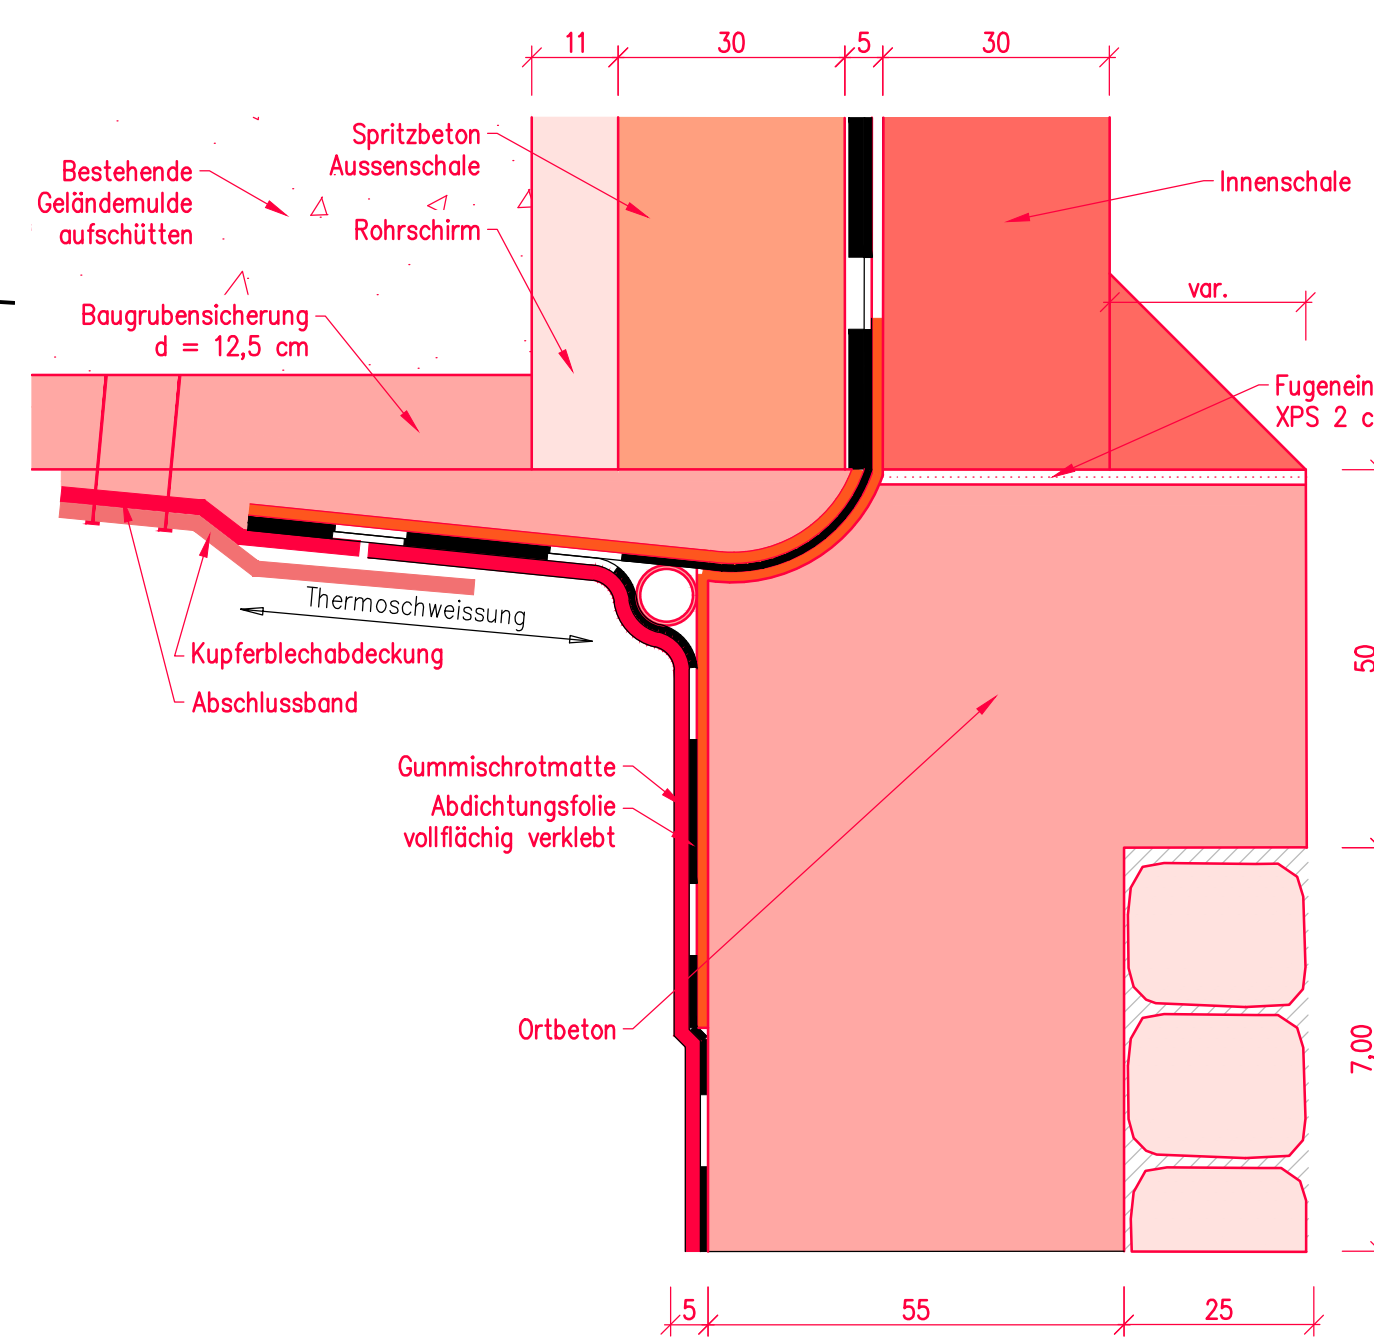 11
30
5
30
Spritzbeton
Aussenschale
Bestehende
Geländemulde
aufschütten
Rohrschirm
Innenschale
var.
Baugrubensicherung
d = 12,5 cm
Fugenein
XPS 2 c
Thermoschweissung
Kupferblechabdeckung
Abschlussband
50
Gummischrotmatte
Abdichtungsfolie
vollflächig verklebt
Ortbeton
7,00
5
55
25